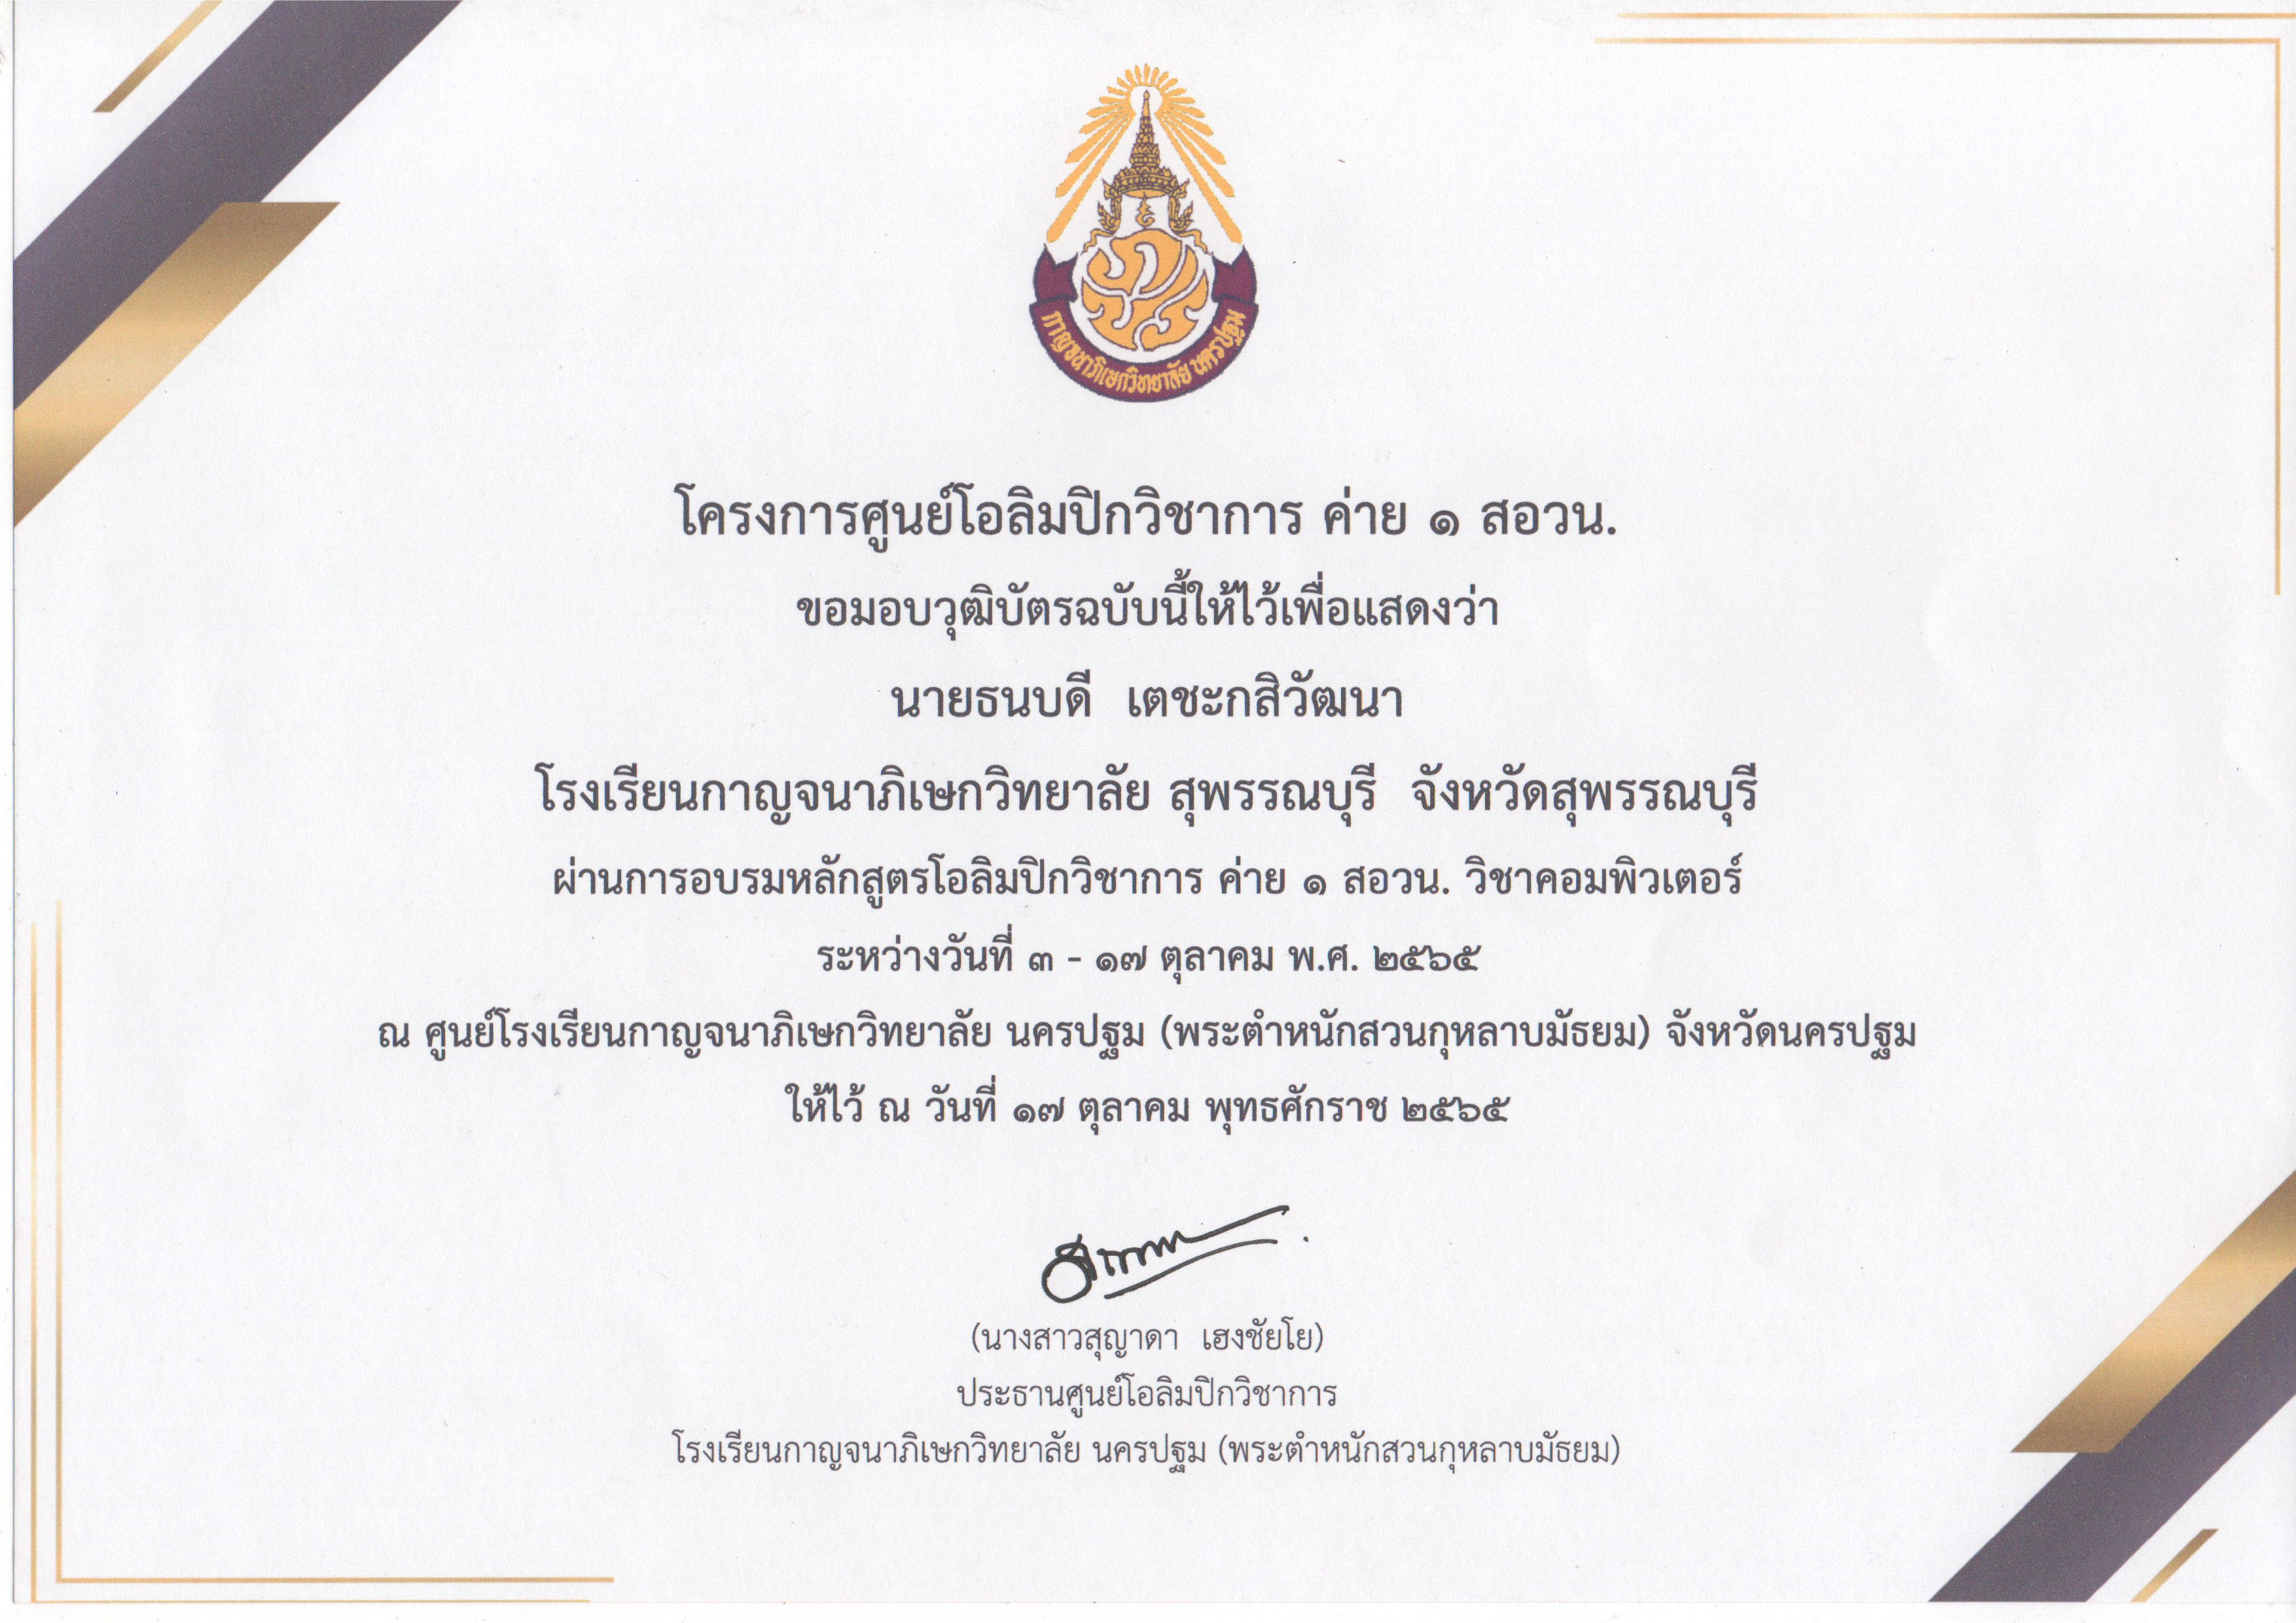 กาญจนาภิเษกวิทยาลัย นครปฐม
โครงการศูนย์โอลิมปิกวิชาการ ค่าย ๑ สอวน.
ขอมอบวุฒิบัตรฉบับนี้ให้ไว้เพื่อแสดงว่า
นายธนบดี เตชะกสิวัฒนา
โรงเรียนกาญจนาภิเษกวิทยาลัย สุพรรณบุรี จังหวัดสุพรรณบุรี
ผ่านการอบรมหลักสูตรโอลิมปิกวิชาการ ค่าย ๑ สอวน. วิชาคอมพิวเตอร์
ระหว่างวันที่ ๓ - ๑๗ ตุลาคม พ.ศ. ๒๕๖๕
ณ ศูนย์โรงเรียนกาญจนาภิเษกวิทยาลัย นครปฐม (พระตำหนักสวนกุหลาบมัธยม) จังหวัดนครปฐม
ให้ไว้ ณ วันที่ ๑๗ ตุลาคม พุทธศักราช ๒๕๖๕
(นางสาวสุญาดา เฮงชัยโย)
ประธานศูนย์โอลิมปิกวิชาการ
โรงเรียนกาญจนาภิเษกวิทยาลัย นครปฐม (พระตำหนักสวนกุหลาบมัธยม)